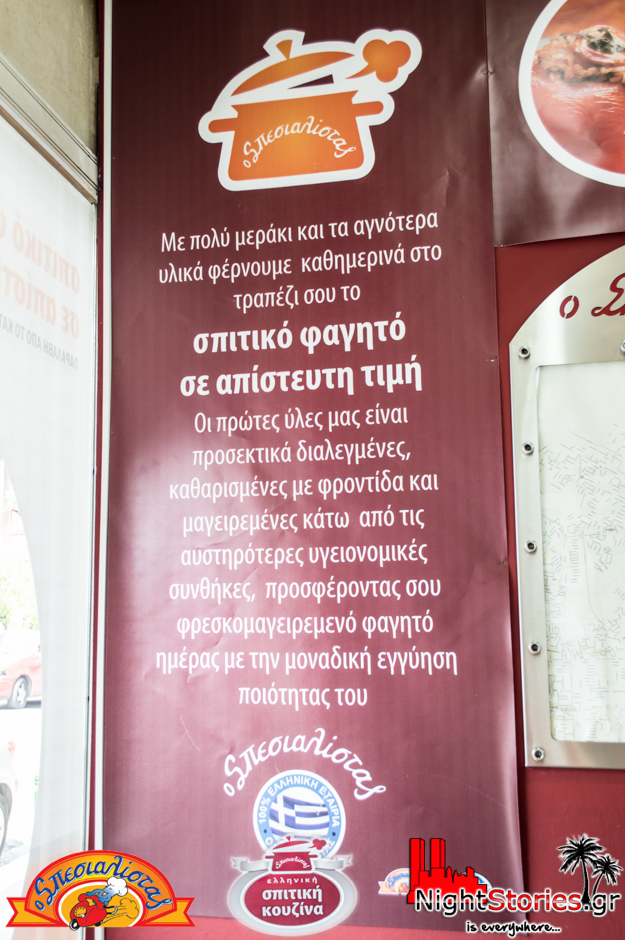 ο Σπεσιαλίστας
Με πολύ μεράκι και τα αγνότερα
υλικά φέρνουμε καθημερινά στο
τραπέζι σου το
σπιτικό φαγητό
σε απίστευτη τιμή
Οι πρώτες ύλες μας είναι
προσεκτικά διαλεγμένες,
καθαρισμένες με φροντίδα και
μαγειρεμένες κάτω από τις
αυστηρότερες υγειονομικές
συνθήκες, προσφέροντας σου
φρεσκομαγειρεμενό φαγητό
ημέρας με την μοναδική εγγύηση
ποιότητας του
ο Σπεσιαλίστας
100% ΕΛΛΗΝΙΚΗ ΕΤΑΙΡΙΑ
ελληνική
σπιτική
κουζίνα
ο Σπεσιαλίστας
NightStories.gr
is everywhere...